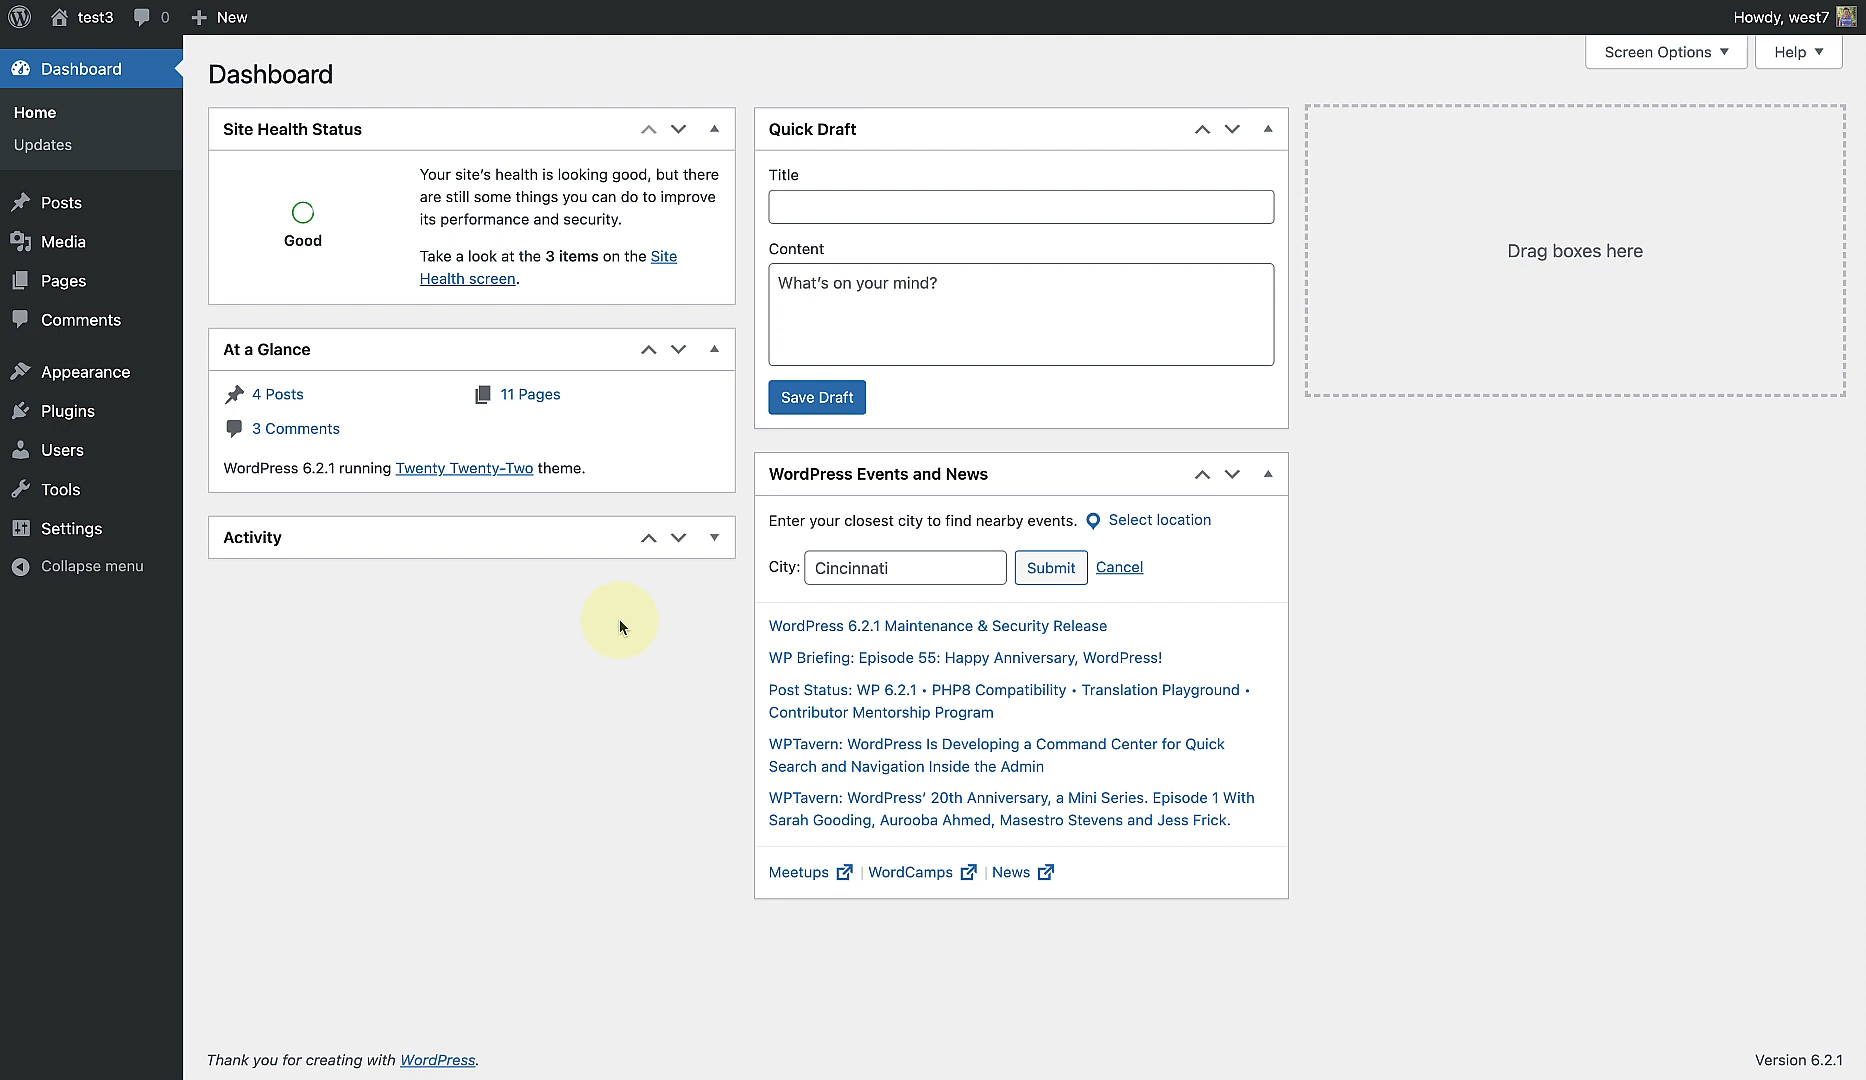 test3
0
New
Howdy, west7
Dashboard
Home
Updates
Posts
Media
Pages
Comments
Appearance
Plugins
Users
Tools
Settings
Collapse menu
Screen Options
Help
Dashboard
Site Health Status
Good
Your site's health is looking good, but there
are still some things you can do to improve
its performance and security.
Take a look at the 3 items on the Site
Health screen.
At a Glance
4 Posts
11 Pages
3 Comments
WordPress 6.2.1 running Twenty Twenty-Two theme.
Activity
Quick Draft
Title
Content
What's on your mind?
Save Draft
WordPress Events and News
Enter your closest city to find nearby events.
Select location
City:
Cincinnati
Submit
Cancel
WordPress 6.2.1 Maintenance & Security Release
WP Briefing: Episode 55: Happy Anniversary, WordPress!
Post Status: WP 6.2.1 • PHP8 Compatibility • Translation Playground •
Contributor Mentorship Program
WPTavern: WordPress Is Developing a Command Center for Quick
Search and Navigation Inside the Admin
WPTavern: WordPress' 20th Anniversary, a Mini Series. Episode 1 With
Sarah Gooding, Aurooba Ahmed, Masestro Stevens and Jess Frick.
Meetups | WordCamps | News
Drag boxes here
Thank you for creating with WordPress.
Version 6.2.1